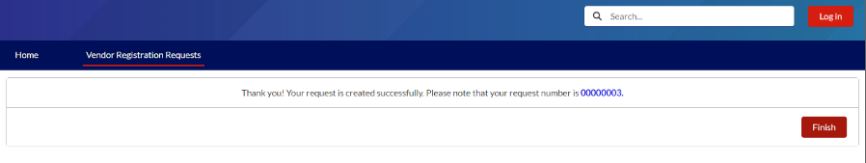 Search...
Log in
Home
Vendor Registration Requests
Thank you! Your request is created successfully. Please note that your request number is 00000003.
Finish